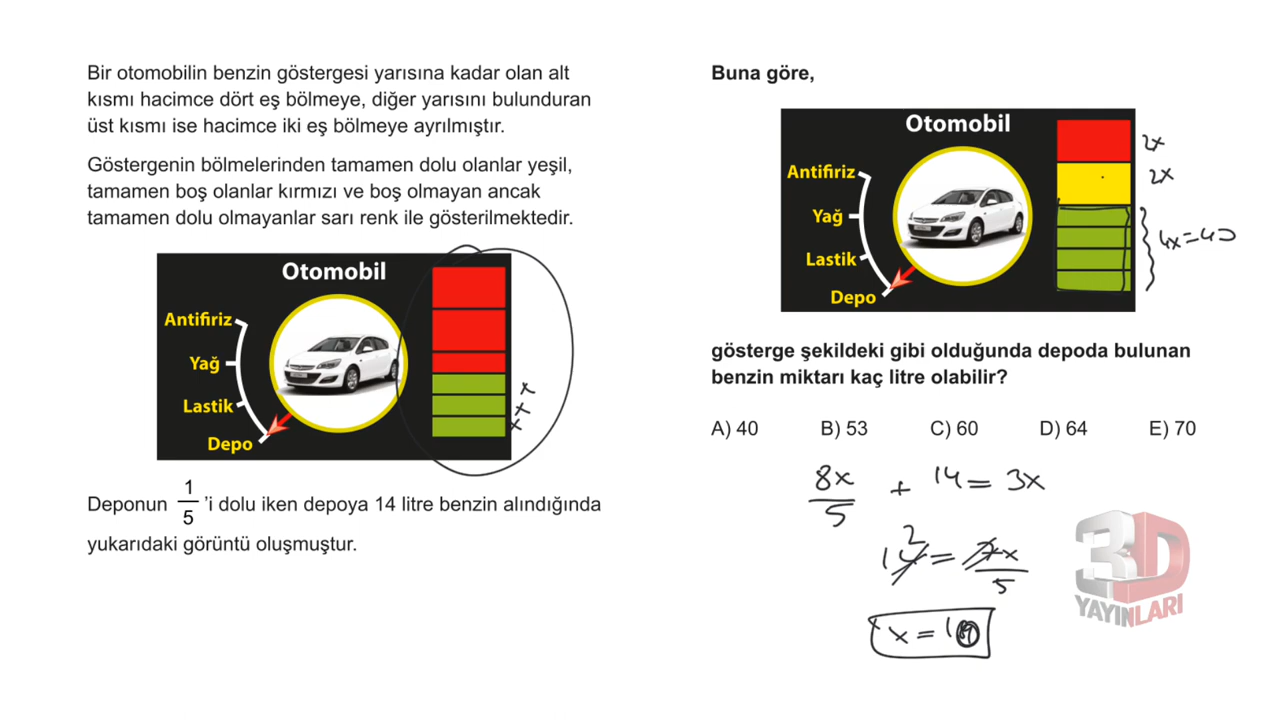 Bir otomobilin benzin göstergesi yarısına kadar olan alt
kısmı hacimce dört eş bölmeye, diğer yarısını bulunduran
üst kısmı ise hacimce iki eş bölmeye ayrılmıştır.
Göstergenin bölmelerinden tamamen dolu olanlar yeşil,
tamamen boş olanlar kırmızı ve boş olmayan ancak
tamamen dolu olmayanlar sarı renk ile gösterilmektedir.
Otomobil
Antifiriz
Yağ
Lastik
Depo
x
x
x
Deponun 1/5 'i dolu iken depoya 14 litre benzin alındığında
yukarıdaki görüntü oluşmuştur.
Buna göre,
Otomobil
Antifiriz
Yağ
Lastik
Depo
2x
2x
4x=40
gösterge şekildeki gibi olduğunda depoda bulunan
benzin miktarı kaç litre olabilir?
A) 40 B) 53 C) 60 D) 64 E) 70
8x/5 + 14 = 3x
14 2 = 7x/5
x = 10
3D
YAYINLARI